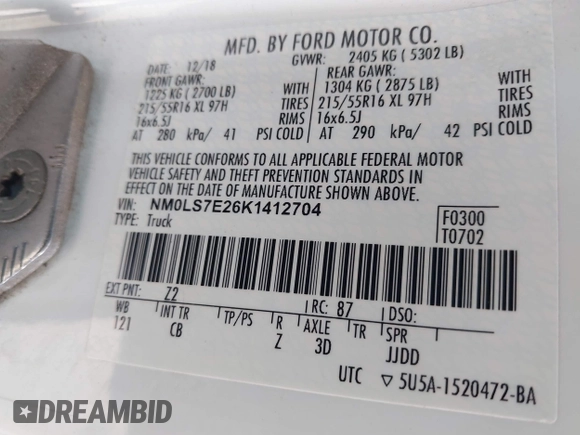 MFD. BY FORD MOTOR CO.
DATE: 12/18 GVWR: 2405 KG ( 5302 LB)
FRONT GAWR: REAR GAWR:
1225 KG ( 2700 LB) WITH 1304 KG ( 2875 LB) WITH
215/55R16 XL 97H TIRES 215/55R16 XL 97H TIRES
16x6.5J RIMS 16x6.5J RIMS
AT 280 kPa/ 41 PSI COLD AT 290 kPa/ 42 PSI COLD
THIS VEHICLE CONFORMS TO ALL APPLICABLE FEDERAL MOTOR
VEHICLE SAFETY AND THEFT PREVENTION STANDARDS IN
EFFECT ON THE DATE OF MANUFACTURE SHOWN ABOVE.
VIN: NM0LS7E26K1412704 F0300
TYPE: Truck T0702
EXT PNT: Z2 RC: 87 DSO:
WB INT TR TP/PS R AXLE TR SPR
121 CB Z 3D JJDD
UTC ▽ 5U5A-1520472-BA
DREAMBID